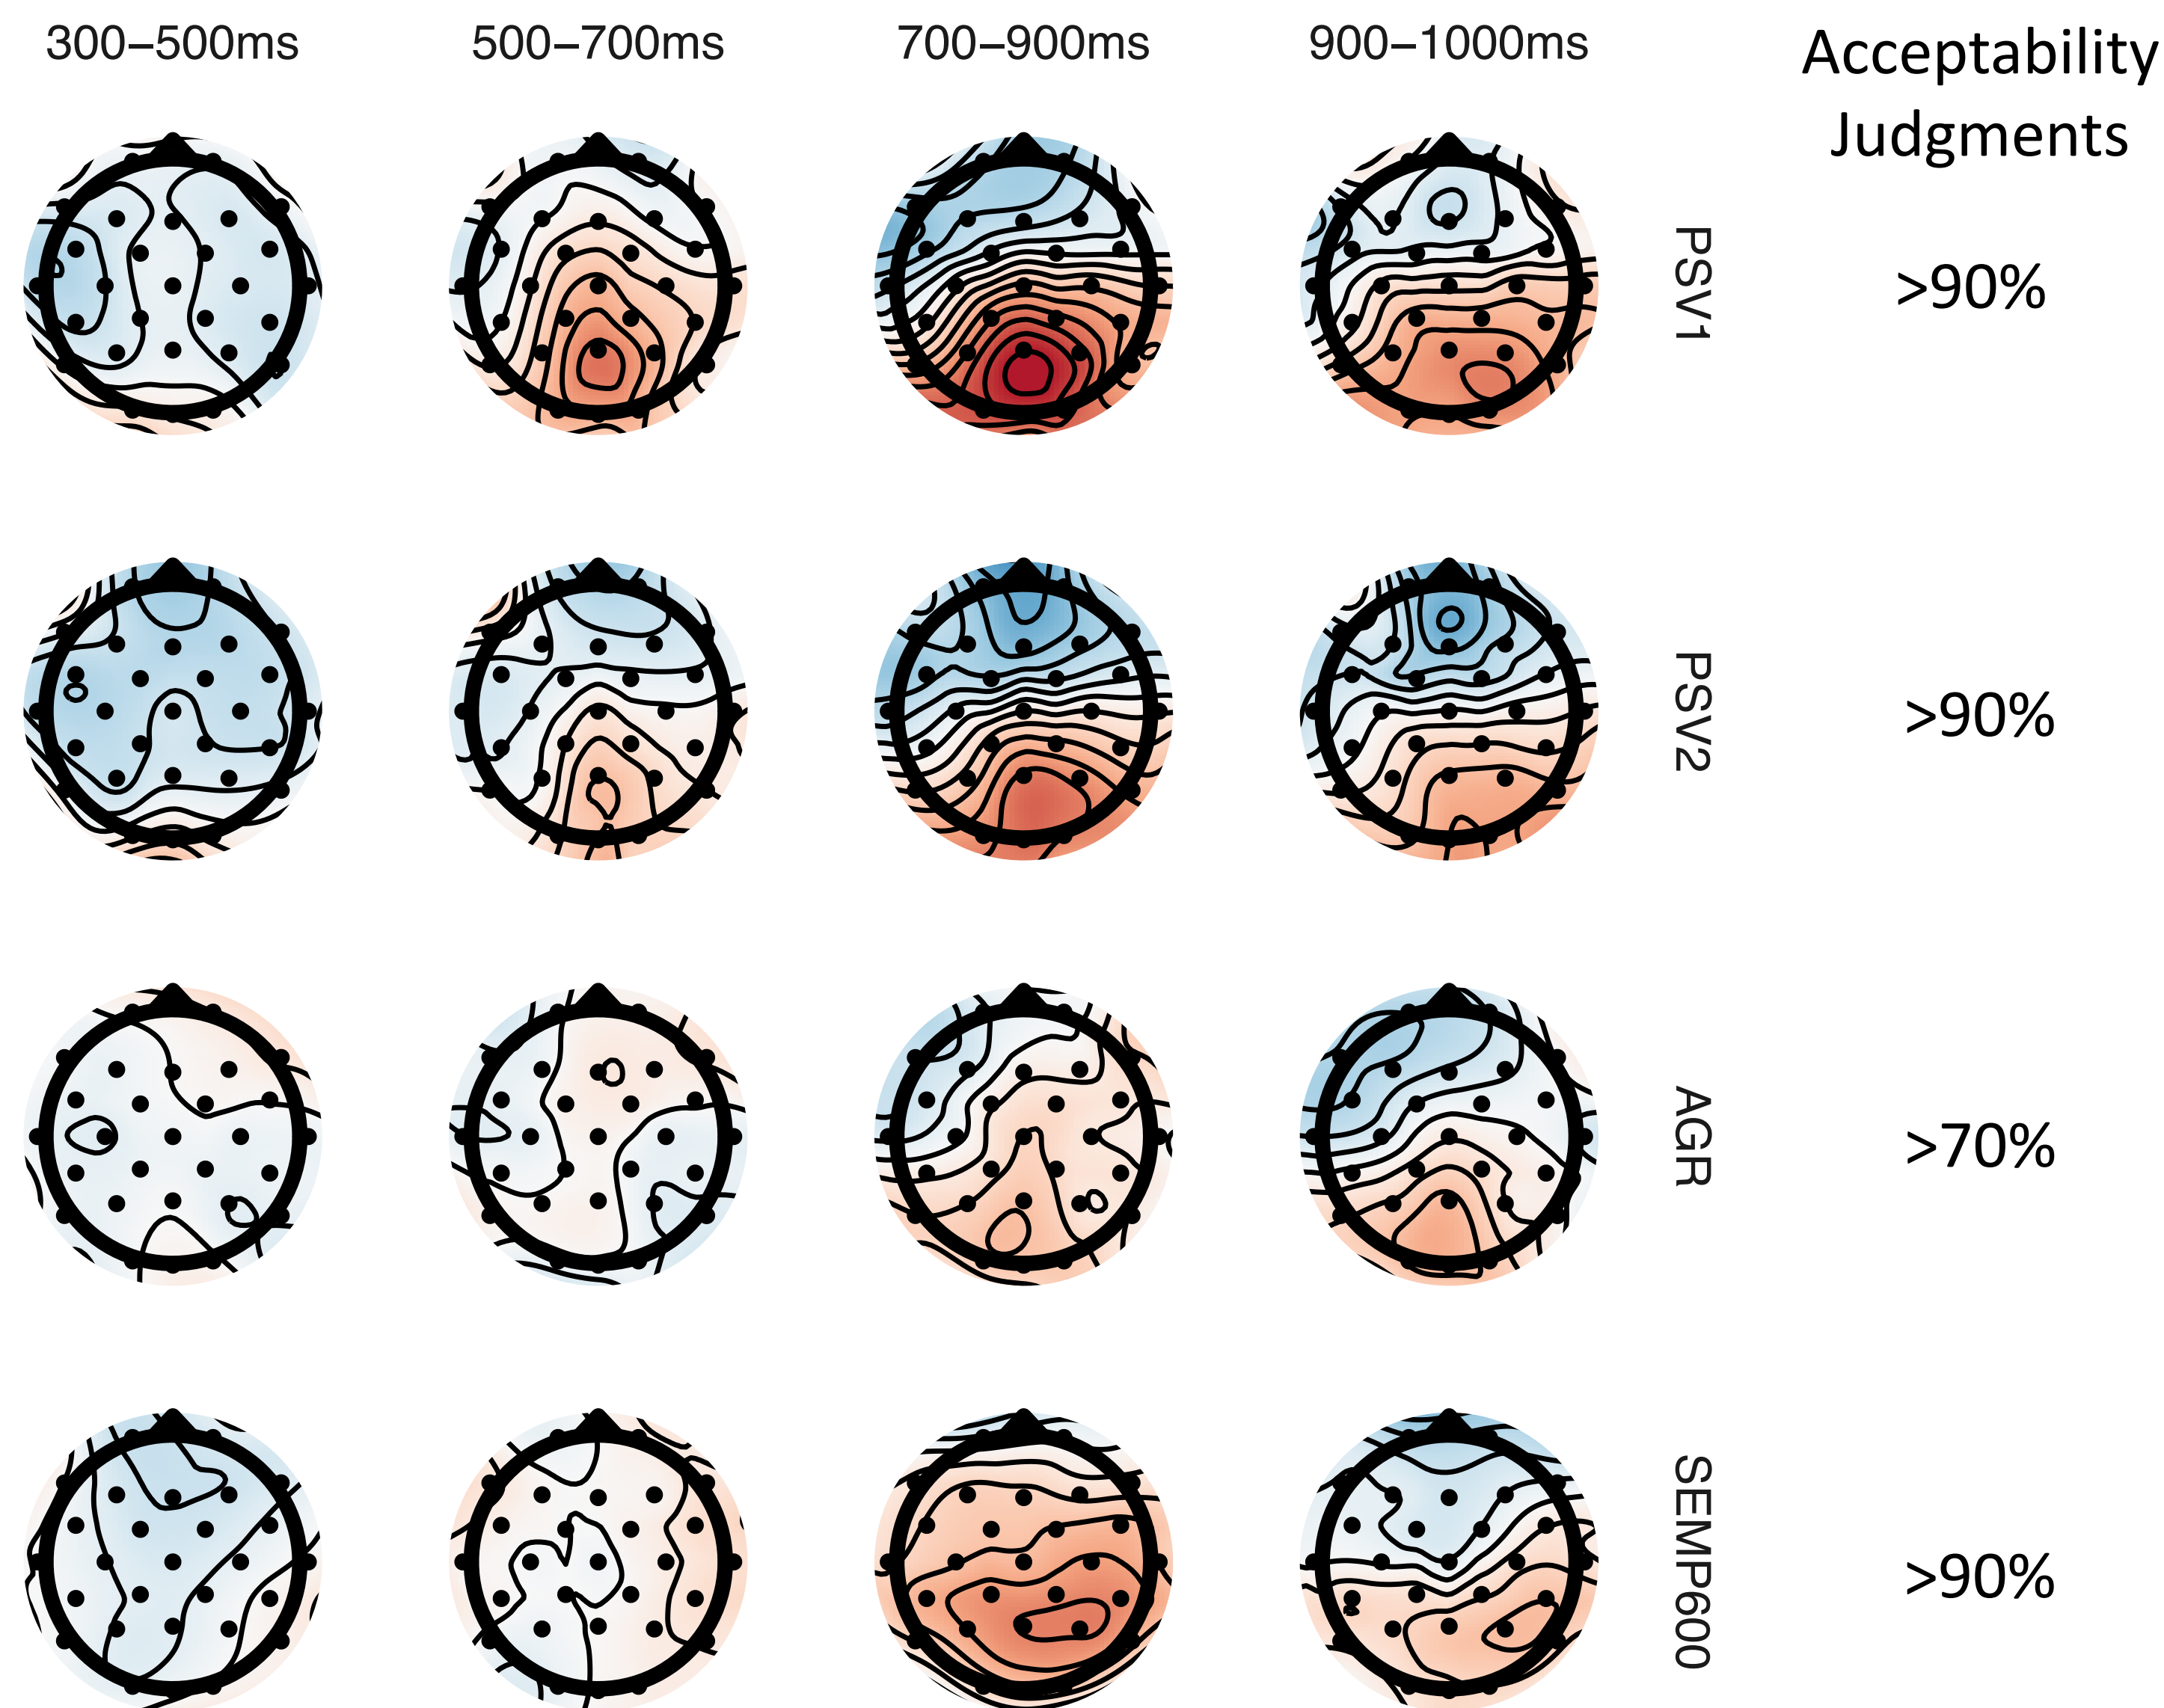 300–500ms 500–700ms 700–900ms 900–1000ms Acceptability
Judgments
PSV1 >90%
PSV2 >90%
AGR >70%
SEMP600 >90%